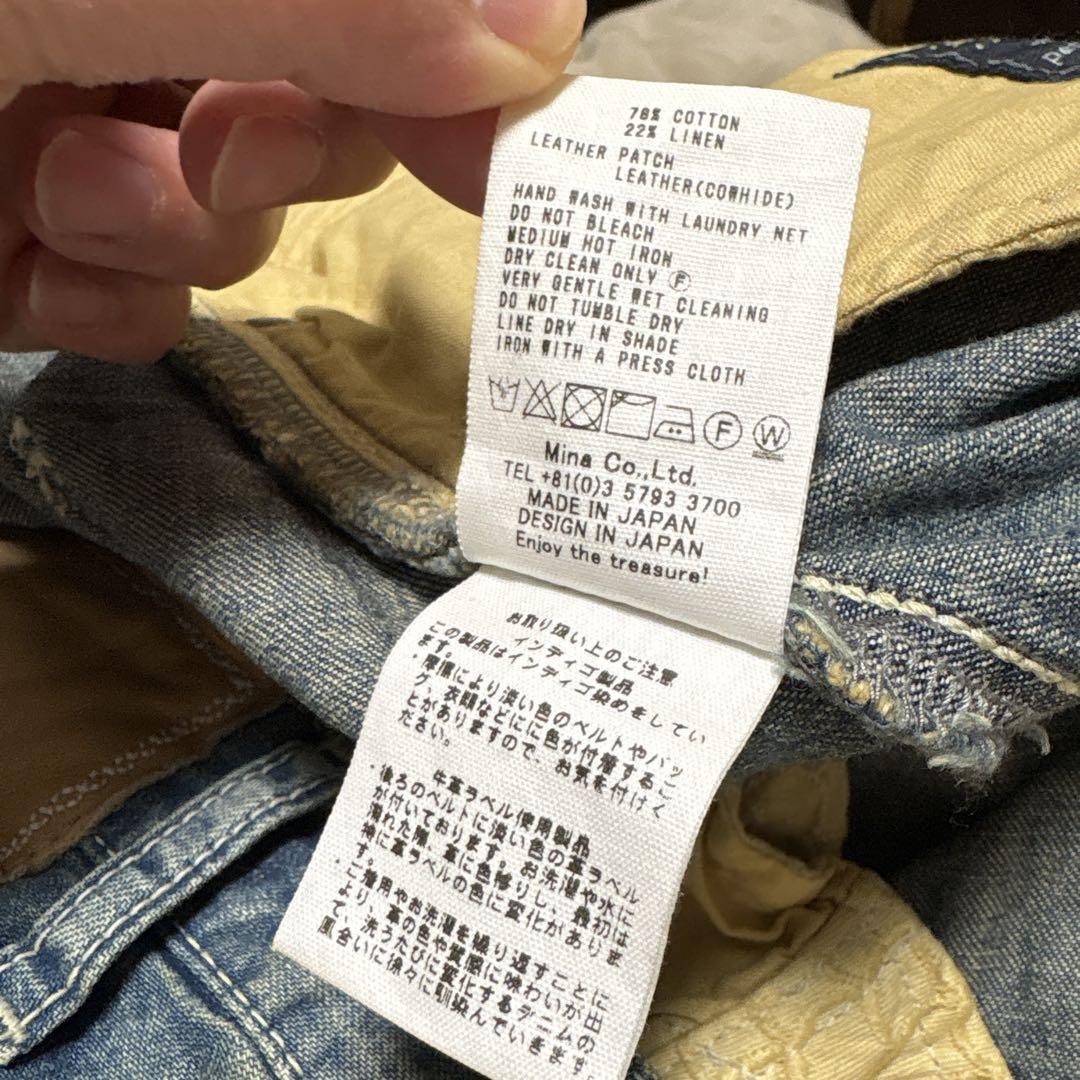 78% COTTON
22% LINEN
LEATHER PATCH
LEATHER(COWHIDE)
HAND WASH WITH LAUNDRY NET
DO NOT BLEACH
MEDIUM HOT IRON
DRY CLEAN ONLY Ⓕ
VERY GENTLE WET CLEANING
DO NOT TUMBLE DRY
LINE DRY IN SHADE
IRON WITH A PRESS CLOTH
F W
Mina Co.,Ltd.
TEL +81(0)3 5793 3700
MADE IN JAPAN
DESIGN IN JAPAN
Enjoy the treasure!
お取り扱い上のご注意
インディゴ製品
この製品はインディゴ染めをしてい
ます。
・摩擦により淡い色のベルトやバッ
グ、衣類などにに色が付着するこ
とがありますので、お気を付けく
ださい。
牛革ラベル使用製品
・後ろのベルトに淡い色の革ラベル
が付いております。お洗濯や水に
濡れた際、革に色移りし、最初は
特に革ラベルの色に変化がありま
す。
・ご着用やお洗濯を繰り返すことに
より、革の色や質感に味わいが出
て、洗うたびに変化するデニムの
風合いに徐々に馴染んでいきます。